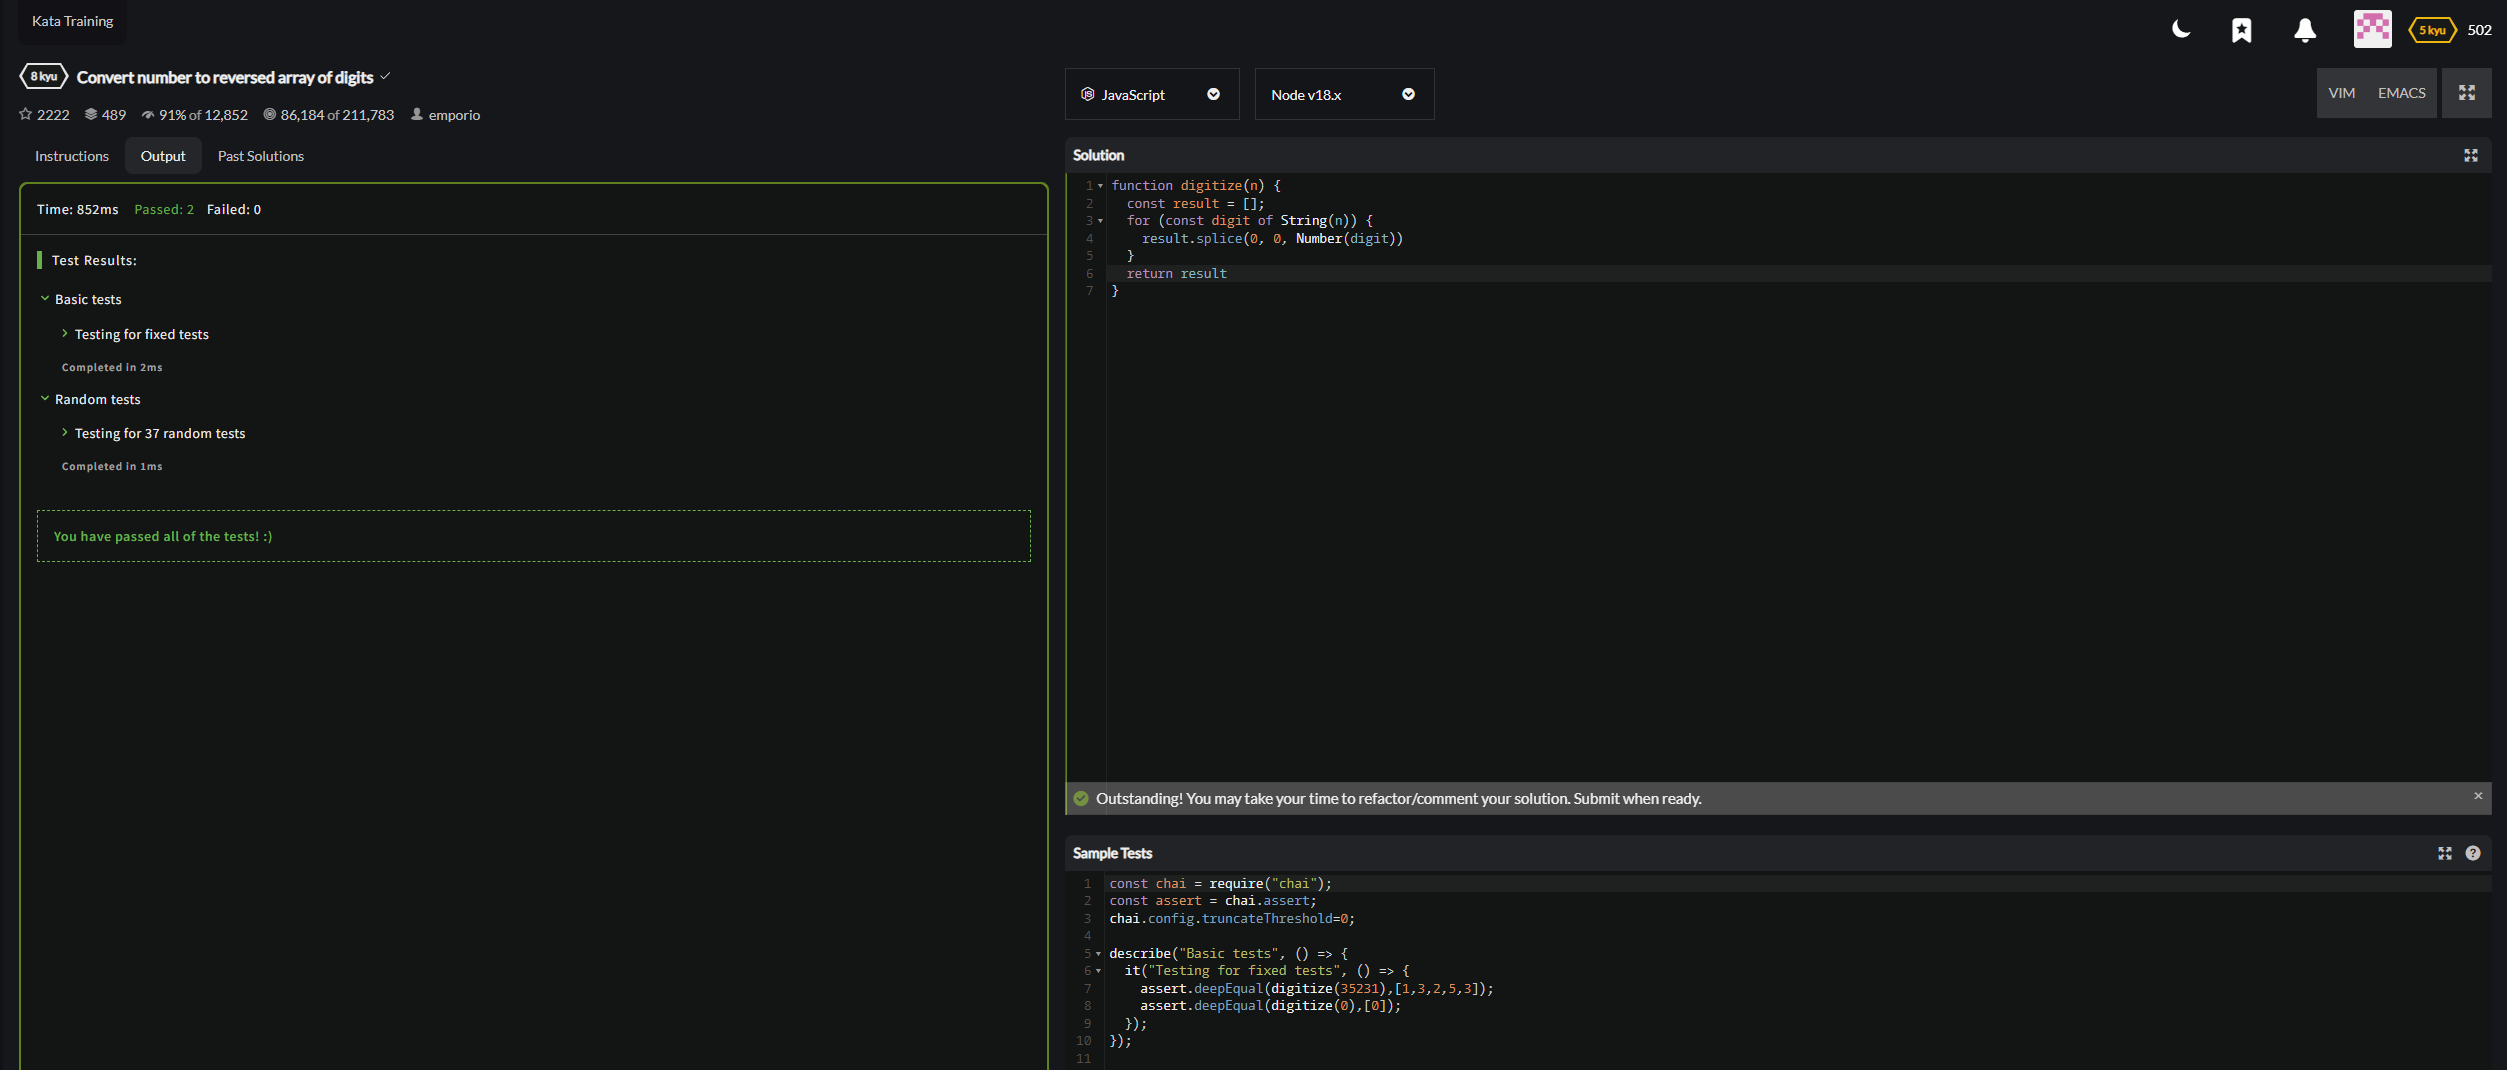 Kata Training
5 kyu 502
8 kyu Convert number to reversed array of digits
2222 489 91% of 12,852 86,184 of 211,783 emporio
Instructions Output Past Solutions
Time: 852ms Passed: 2 Failed: 0
Test Results:
Basic tests
Testing for fixed tests
Completed in 2ms
Random tests
Testing for 37 random tests
Completed in 1ms
You have passed all of the tests! :)
JavaScript Node v18.x VIM EMACS
Solution
1 function digitize(n) {
2 const result = [];
3 for (const digit of String(n)) {
4 result.splice(0, 0, Number(digit))
5 }
6 return result
7 }
Outstanding! You may take your time to refactor/comment your solution. Submit when ready. ×
Sample Tests ?
1 const chai = require("chai");
2 const assert = chai.assert;
3 chai.config.truncateThreshold=0;
4
5 describe("Basic tests", () => {
6 it("Testing for fixed tests", () => {
7 assert.deepEqual(digitize(35231),[1,3,2,5,3]);
8 assert.deepEqual(digitize(0),[0]);
9 });
10 });
11